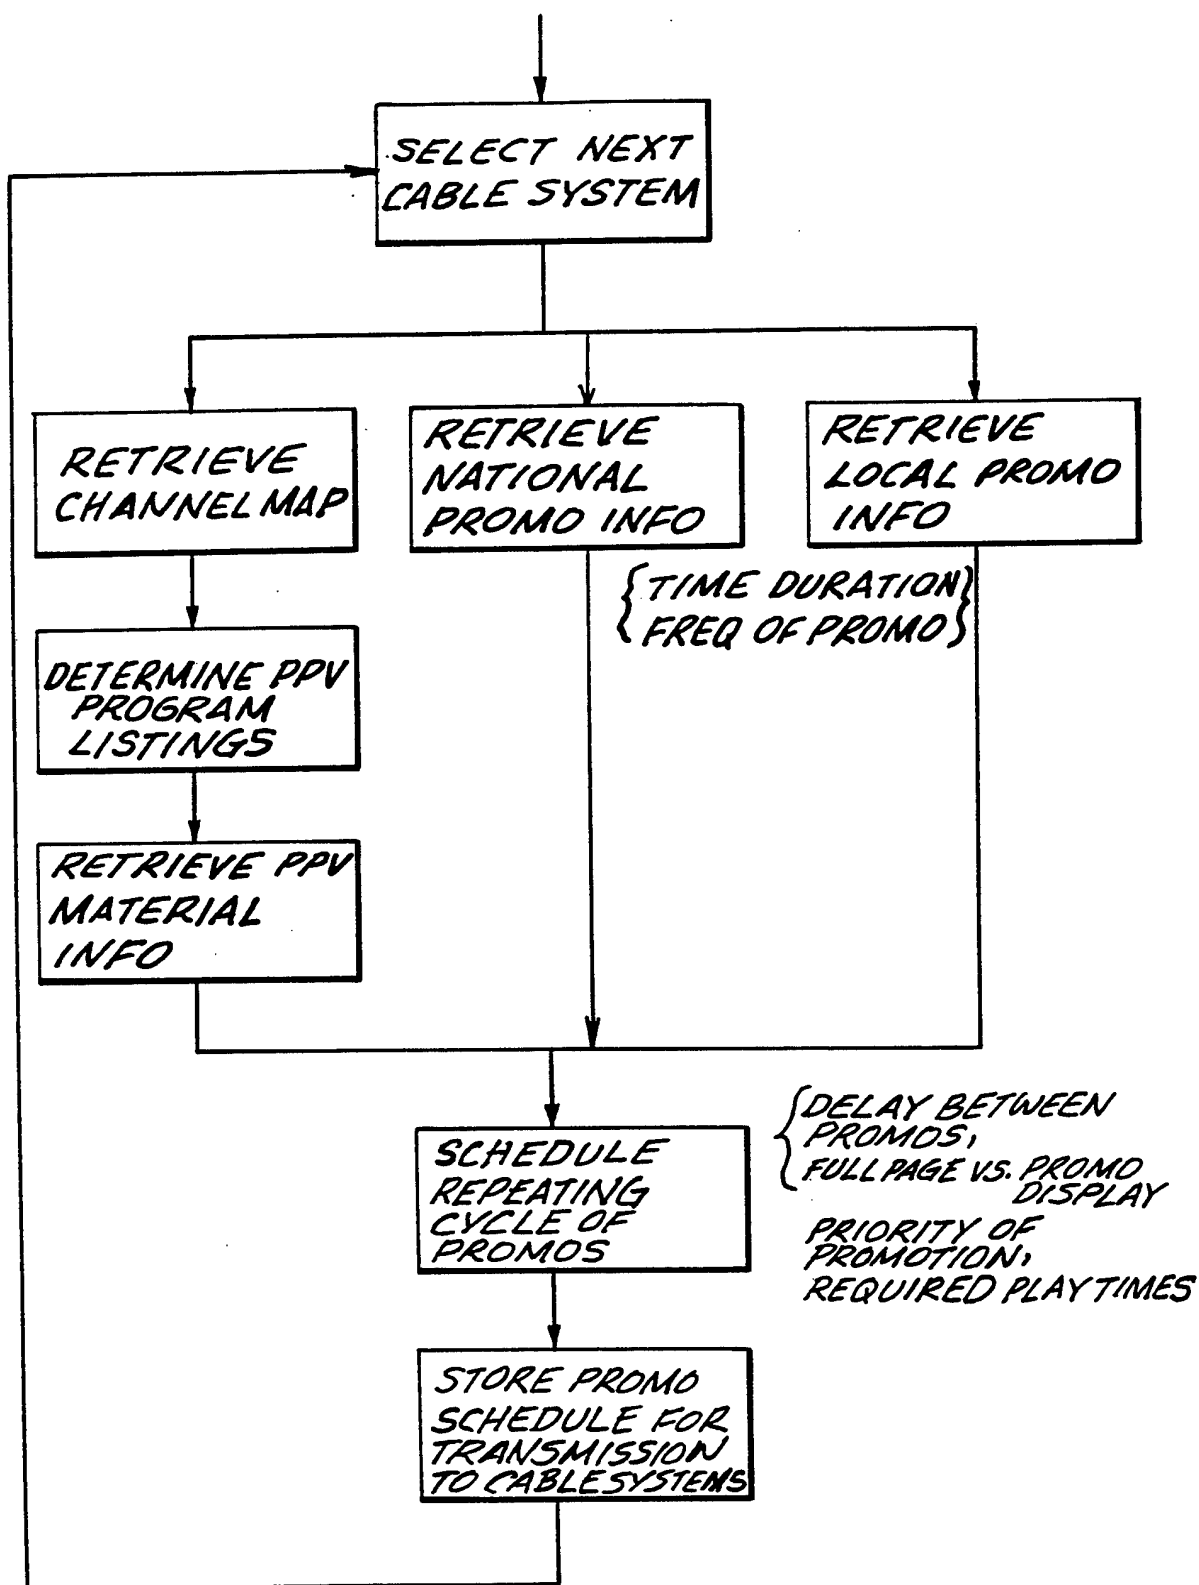 SELECT NEXT
CABLE SYSTEM
RETRIEVE
CHANNEL MAP
RETRIEVE
NATIONAL
PROMO INFO
RETRIEVE
LOCAL PROMO
INFO
{TIME DURATION}
{FREQ OF PROMO}
DETERMINE PPV
PROGRAM
LISTINGS
RETRIEVE PPV
MATERIAL
INFO
SCHEDULE
REPEATING
CYCLE OF
PROMOS
{DELAY BETWEEN
PROMOS,
FULL PAGE VS. PROMO
DISPLAY
PRIORITY OF
PROMOTION,
REQUIRED PLAY TIMES
STORE PROMO
SCHEDULE FOR
TRANSMISSION
TO CABLE SYSTEMS